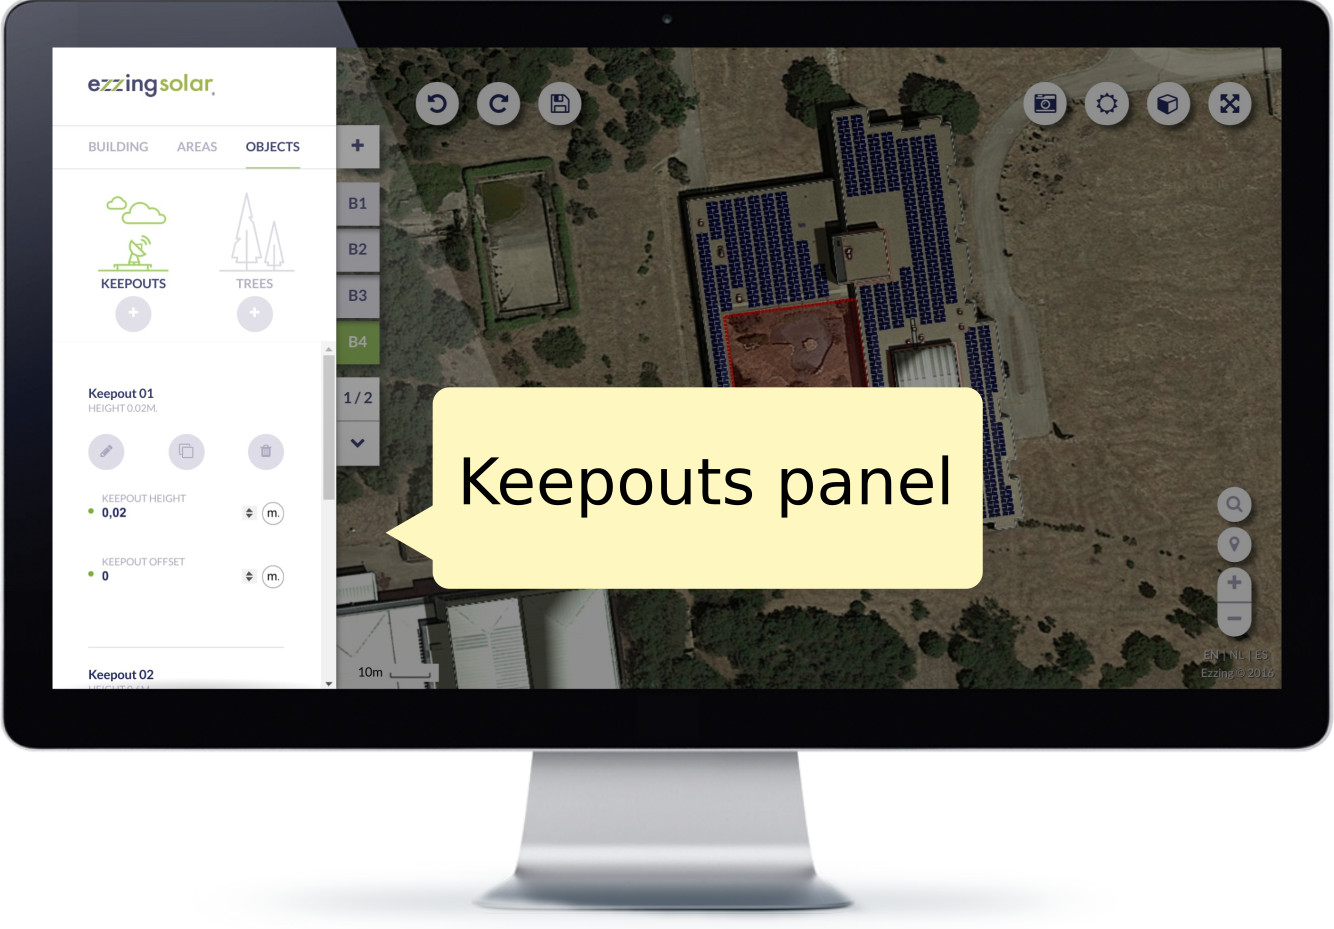 ezzingsolar.
BUILDING AREAS OBJECTS
KEEPOUTS
TREES
+
+
Keepout 01
HEIGHT 0.02M.
KEEPOUT HEIGHT
0,02
m.
KEEPOUT OFFSET
0
m.
Keepout 02
+
B1
B2
B3
B4
1 / 2
Keepouts panel
10m
+
−
EN | NL | ES
Ezzing © 2016